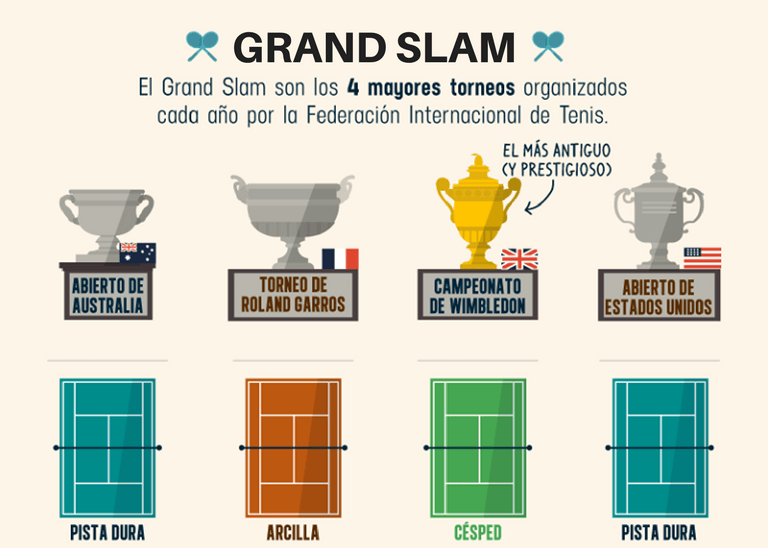 GRAND SLAM
El Grand Slam son los 4 mayores torneos organizados
cada año por la Federación Internacional de Tenis.
EL MÁS ANTIGUO
(Y PRESTIGIOSO)
ABIERTO DE
AUSTRALIA
TORNEO DE
ROLAND GARROS
CAMPEONATO
DE WIMBLEDON
ABIERTO DE
ESTADOS UNIDOS
PISTA DURA
ARCILLA
CÉSPED
PISTA DURA